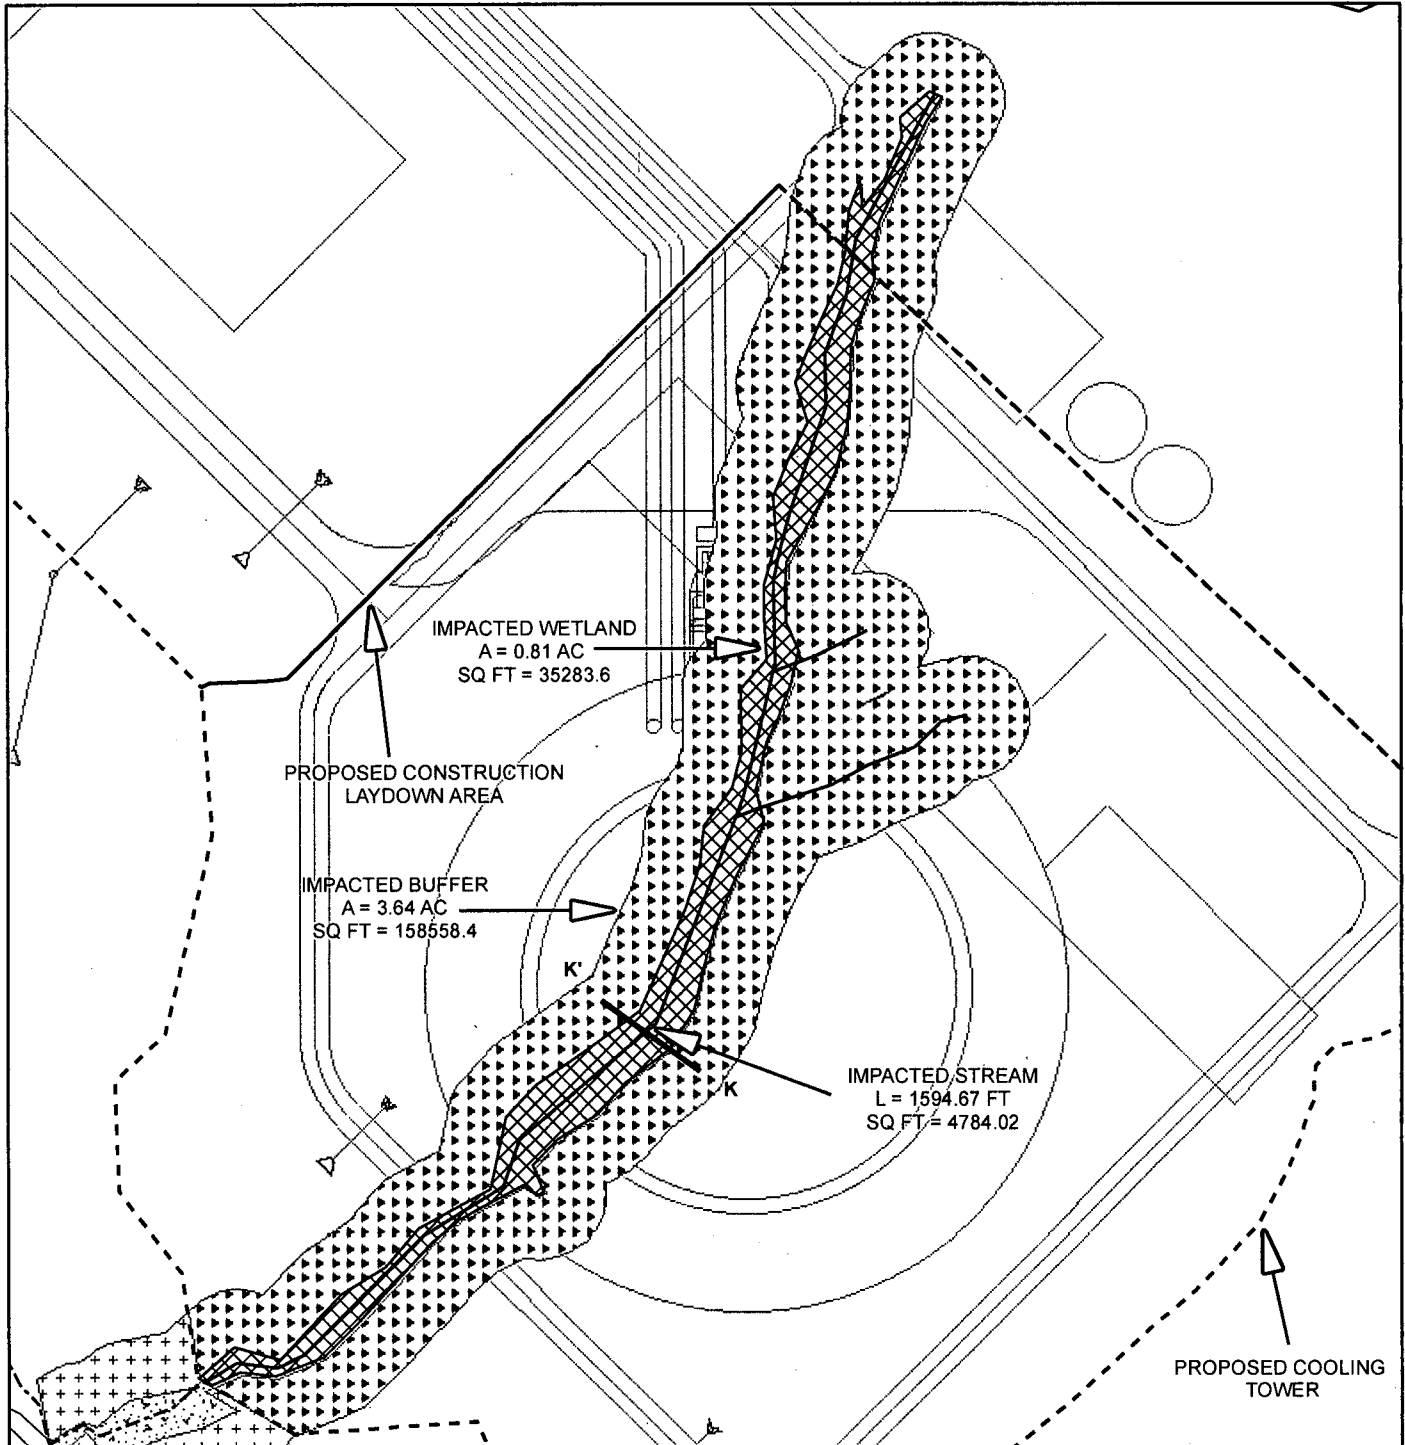 IMPACTED WETLAND
A = 0.81 AC
SQ FT = 35283.6
PROPOSED CONSTRUCTION
LAYDOWN AREA
IMPACTED BUFFER
A = 3.64 AC
SQ FT = 158558.4
K'
K
IMPACTED STREAM
L = 1594.67 FT
SQ FT = 4784.02
PROPOSED COOLING
TOWER